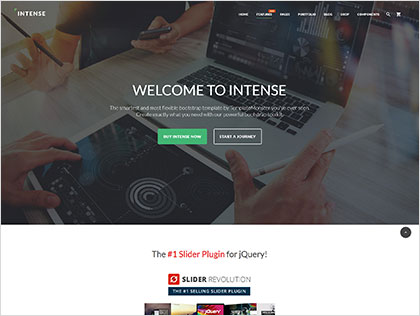 INTENSE
HOME FEATURES PAGES PORTFOLIO BLOG SHOP COMPONENTS
WELCOME TO INTENSE
The smartest and most flexible bootstrap template by TemplateMonster you've ever seen.
Create exactly what you need with our powerful bootstrap toolkit.
BUY INTENSE NOW
START A JOURNEY
The #1 Slider Plugin for jQuery!
SLIDER REVOLUTION
THE #1 SELLING SLIDER PLUGIN
jQuery